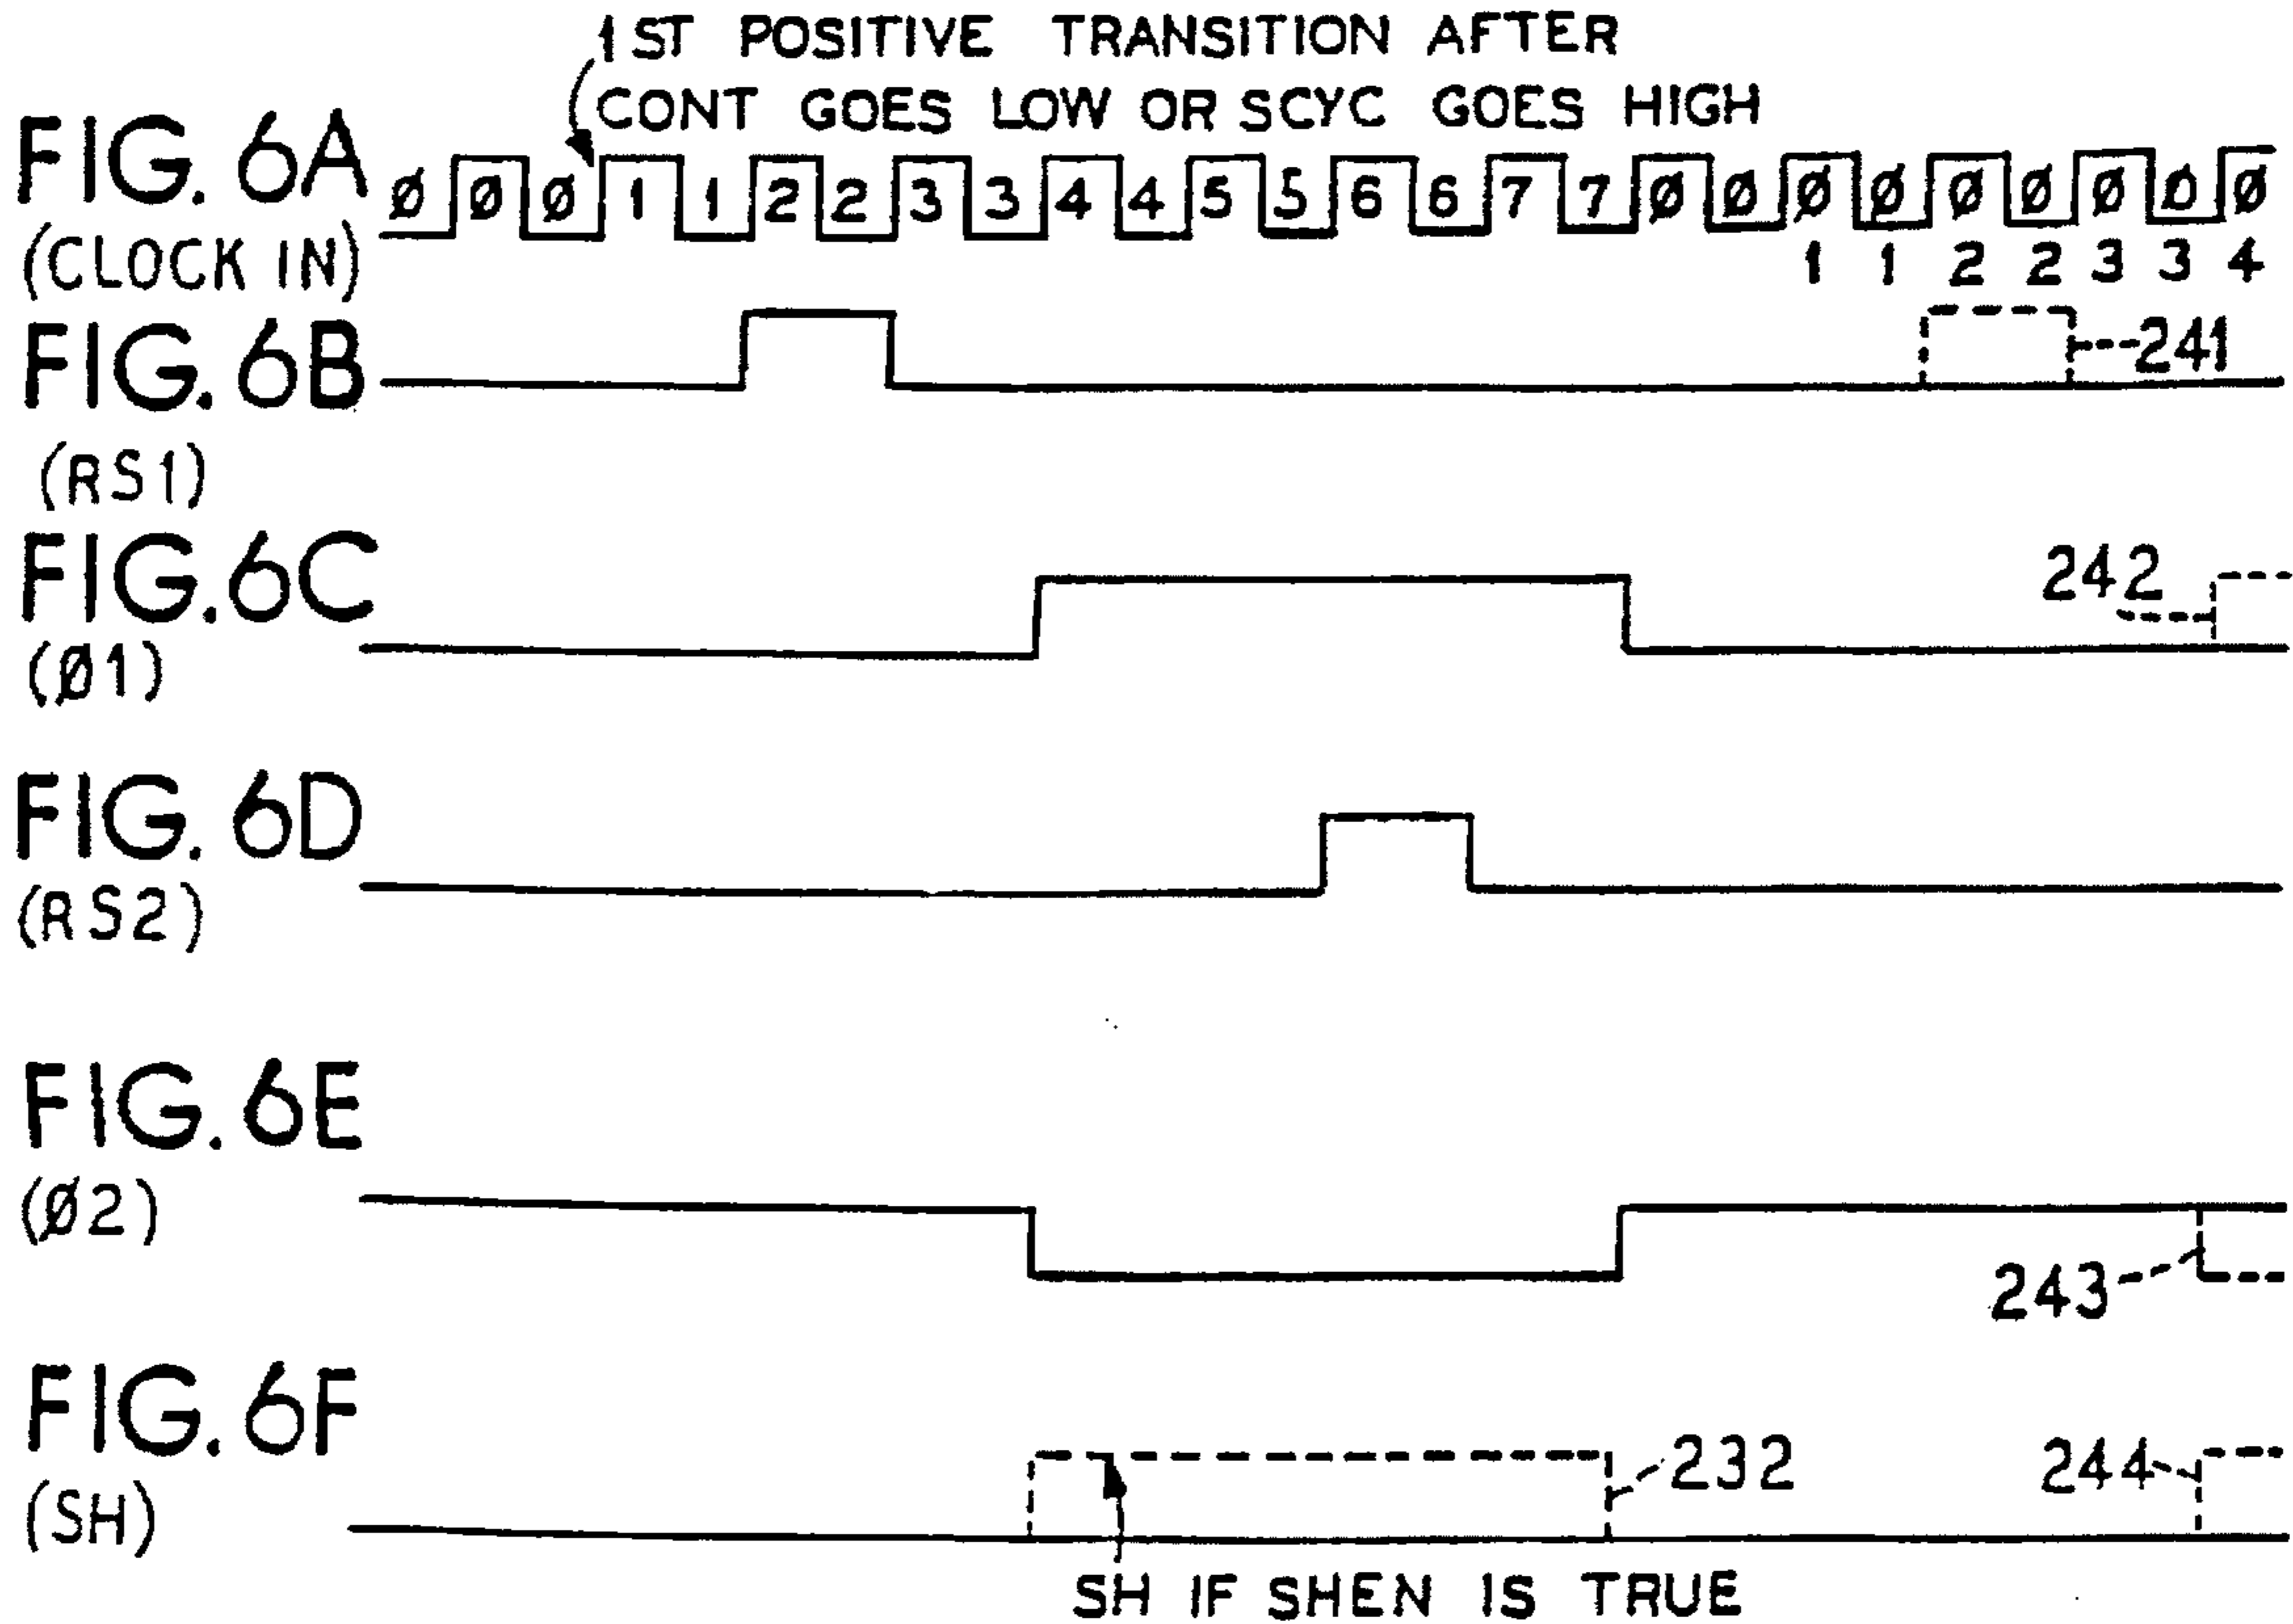 1ST POSITIVE TRANSITION AFTER
CONT GOES LOW OR SCYC GOES HIGH
FIG. 6A
(CLOCK IN)
Ø Ø Ø 1 1 2 2 3 3 4 4 5 5 6 6 7 7 Ø Ø Ø Ø Ø Ø Ø 0 Ø
1 1 2 2 3 3 4
FIG. 6B
(RS1)
241
FIG. 6C
(Ø1)
242
FIG. 6D
(RS2)
FIG. 6E
(Ø2)
243
FIG. 6F
(SH)
232
244
SH IF SHEN IS TRUE